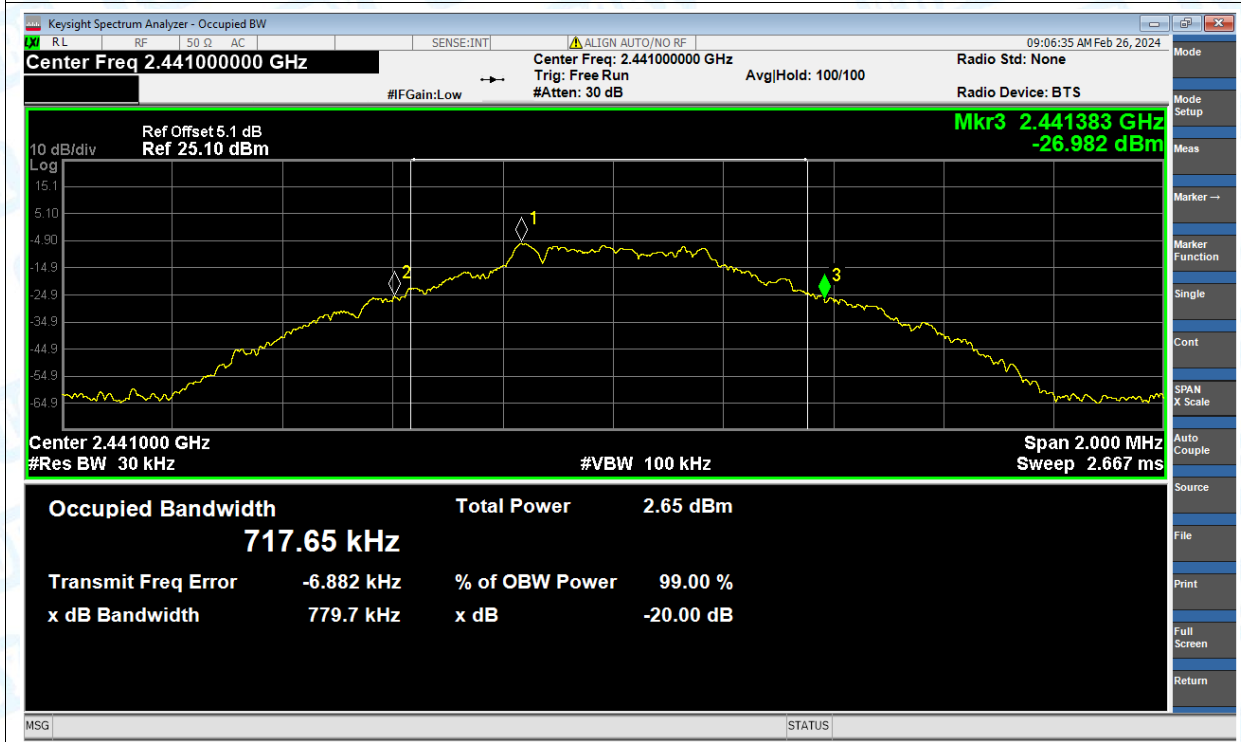 Keysight Spectrum Analyzer - Occupied BW
LXI RL RF 50 Ω AC SENSE:INT ALIGN AUTO/NO RF 09:06:35 AM Feb 26, 2024
Center Freq 2.441000000 GHz
Center Freq: 2.441000000 GHz
Radio Std: None
Trig: Free Run
Avg|Hold: 100/100
#IFGain:Low
#Atten: 30 dB
Radio Device: BTS
Ref Offset 5.1 dB
Mkr3 2.441383 GHz
10 dB/div
Ref 25.10 dBm
-26.982 dBm
Log
15.1
5.10
-4.90
-14.9
-24.9
-34.9
-44.9
-54.9
-64.9
1
2
3
Center 2.441000 GHz
Span 2.000 MHz
#Res BW 30 kHz
#VBW 100 kHz
Sweep 2.667 ms
Occupied Bandwidth
717.65 kHz
Total Power 2.65 dBm
Transmit Freq Error -6.882 kHz
% of OBW Power 99.00 %
x dB Bandwidth 779.7 kHz
x dB -20.00 dB
MSG
STATUS
Mode
Mode
Setup
Meas
Marker →
Marker
Function
Single
Cont
SPAN
X Scale
Auto
Couple
Source
File
Print
Full
Screen
Return